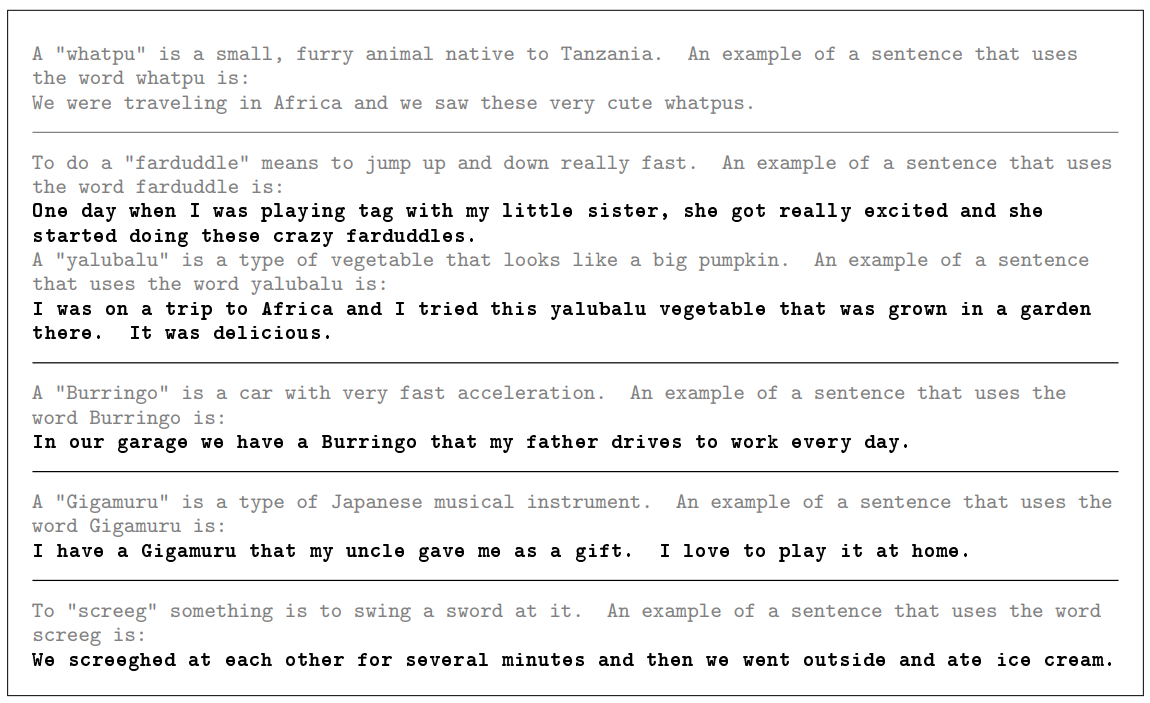 A "whatpu" is a small, furry animal native to Tanzania.  An example of a sentence that uses
the word whatpu is:
We were traveling in Africa and we saw these very cute whatpus.
To do a "farduddle" means to jump up and down really fast.  An example of a sentence that uses
the word farduddle is:
One day when I was playing tag with my little sister, she got really excited and she
started doing these crazy farduddles.
A "yalubalu" is a type of vegetable that looks like a big pumpkin.  An example of a sentence
that uses the word yalubalu is:
I was on a trip to Africa and I tried this yalubalu vegetable that was grown in a garden
there.  It was delicious.
A "Burringo" is a car with very fast acceleration.  An example of a sentence that uses the
word Burringo is:
In our garage we have a Burringo that my father drives to work every day.
A "Gigamuru" is a type of Japanese musical instrument.  An example of a sentence that uses the
word Gigamuru is:
I have a Gigamuru that my uncle gave me as a gift.  I love to play it at home.
To "screeg" something is to swing a sword at it.  An example of a sentence that uses the word
screeg is:
We screeghed at each other for several minutes and then we went outside and ate ice cream.